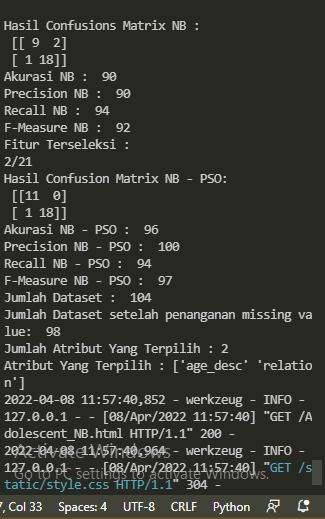 Hasil Confusions Matrix NB :
[[ 9  2]
[ 1 18]]
Akurasi NB :  90
Precision NB :  90
Recall NB :  94
F-Measure NB :  92
Fitur Terseleksi :
2/21
Hasil Confusion Matrix NB - PSO:
[[11  0]
[ 1 18]]
Akurasi NB - PSO :  96
Precision NB - PSO :  100
Recall NB - PSO :  94
F-Measure NB - PSO :  97
Jumlah Dataset :  104
Jumlah Dataset setelah penanganan missing va
lue:  98
Jumlah Atribut Yang Terpilih : 2
Atribut Yang Terpilih : ['age_desc' 'relatio
n']
2022-04-08 11:57:40,852 - werkzeug - INFO -
127.0.0.1 - - [08/Apr/2022 11:57:40] "GET /A
dolescent_NB.html HTTP/1.1" 200 -
Activate Windows
2022-04-08 11:57:40,964 - werkzeug - INFO -
Go to PC settings to activate Windows.
127.0.0.1 - - [08/Apr/2022 11:57:40] "GET /s
tatic/style.css HTTP/1.1" 304 -
7, Col 33 Spaces: 4 UTF-8 CRLF Python